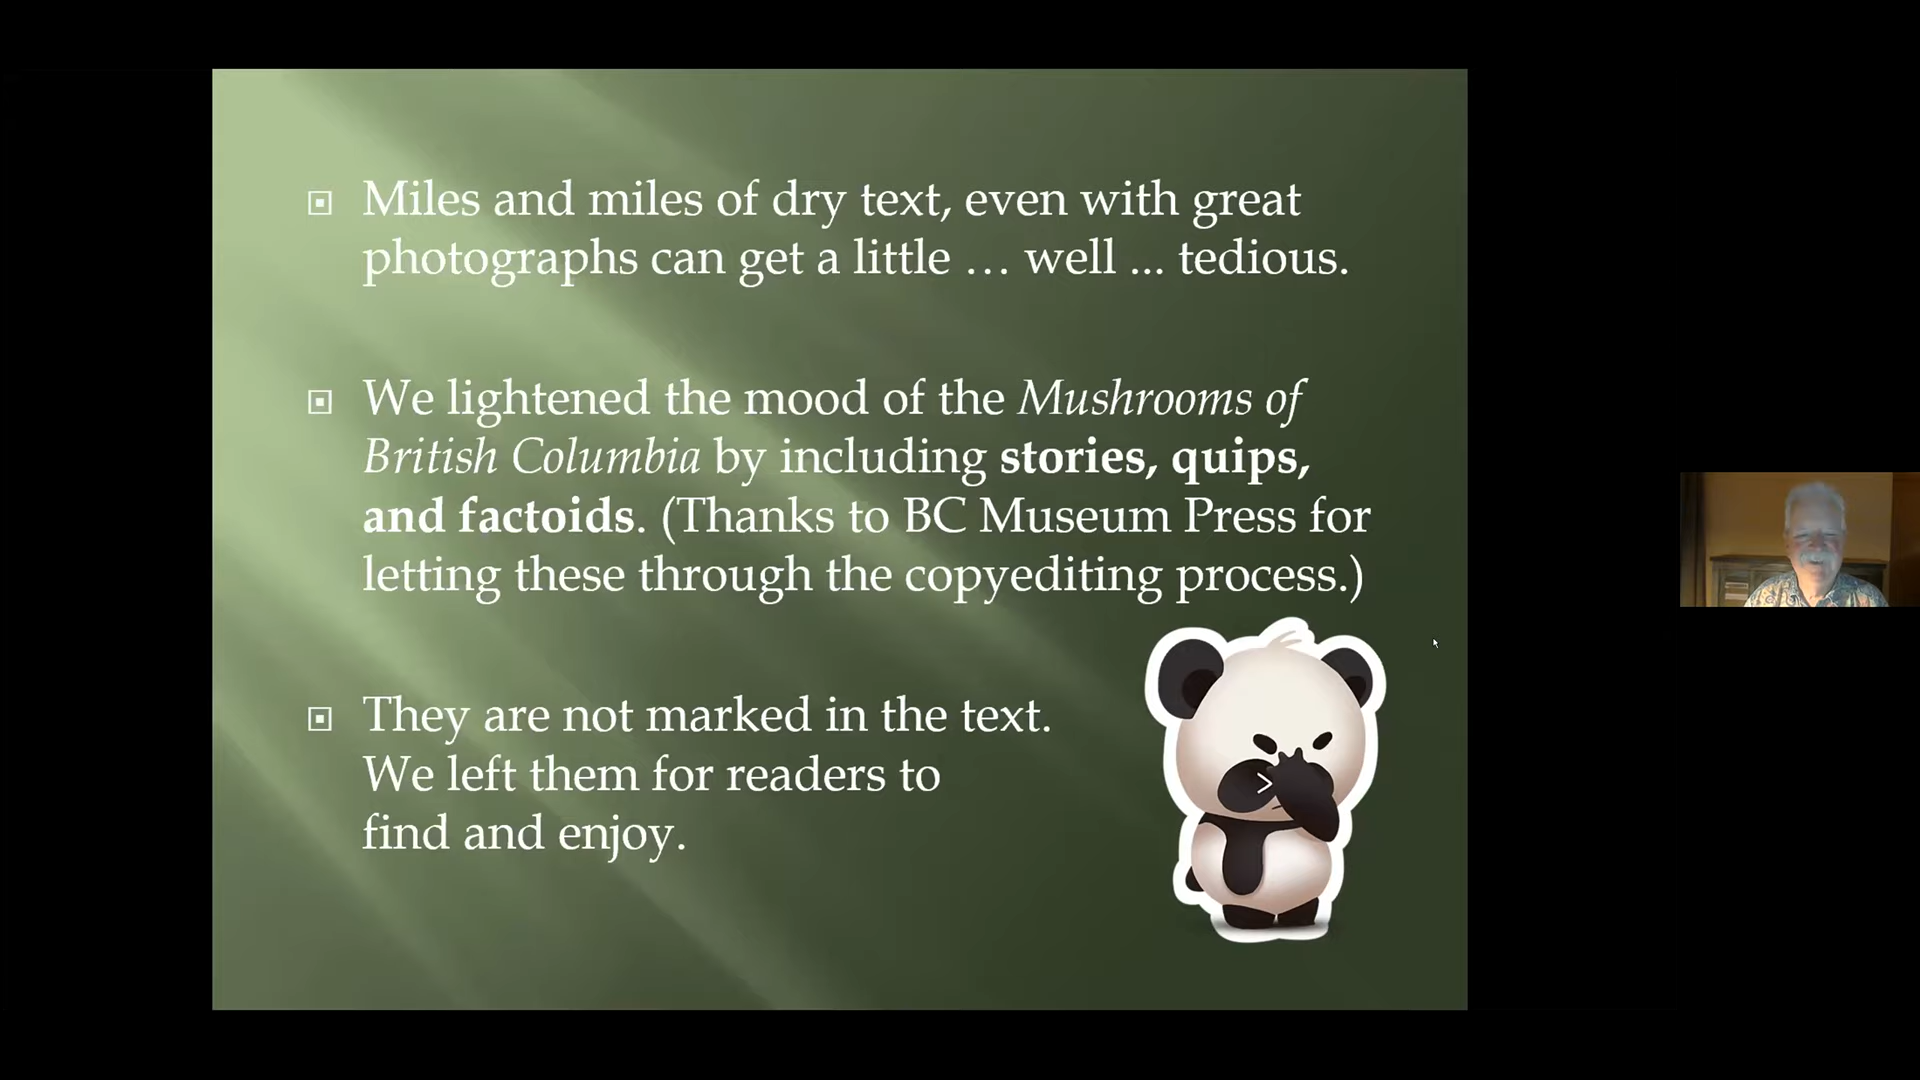 Miles and miles of dry text, even with great
photographs can get a little … well ... tedious.
We lightened the mood of the Mushrooms of
British Columbia by including stories, quips,
and factoids. (Thanks to BC Museum Press for
letting these through the copyediting process.)
They are not marked in the text.
We left them for readers to
find and enjoy.